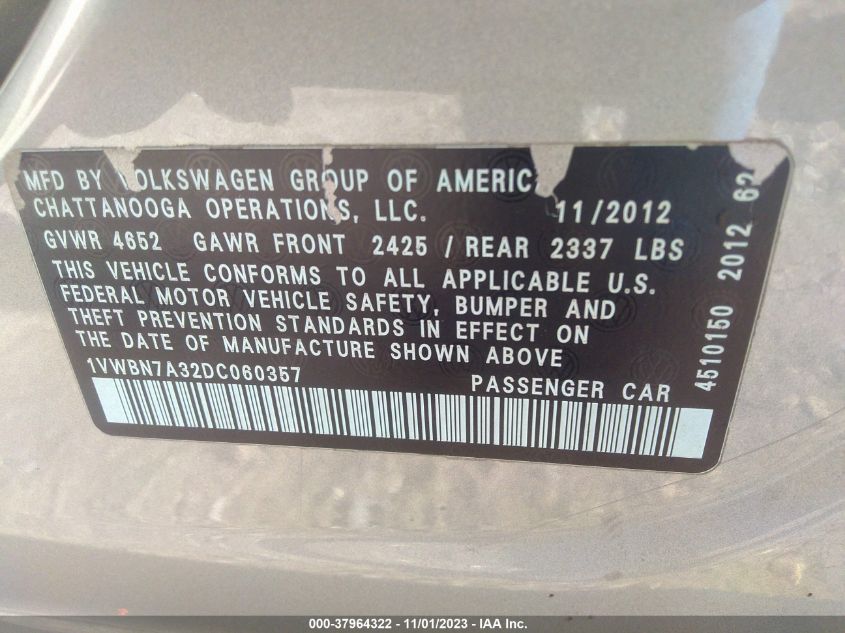 MFD BY VOLKSWAGEN GROUP OF AMERIC
CHATTANOOGA OPERATIONS, LLC. 11/2012
GVWR 4652 GAWR FRONT 2425 / REAR 2337 LBS
THIS VEHICLE CONFORMS TO ALL APPLICABLE U.S.
FEDERAL MOTOR VEHICLE SAFETY, BUMPER AND
THEFT PREVENTION STANDARDS IN EFFECT ON
THE DATE OF MANUFACTURE SHOWN ABOVE
1VWBN7A32DC060357 PASSENGER CAR
4510150 2012 62
000-37964322 - 11/01/2023 - IAA Inc.